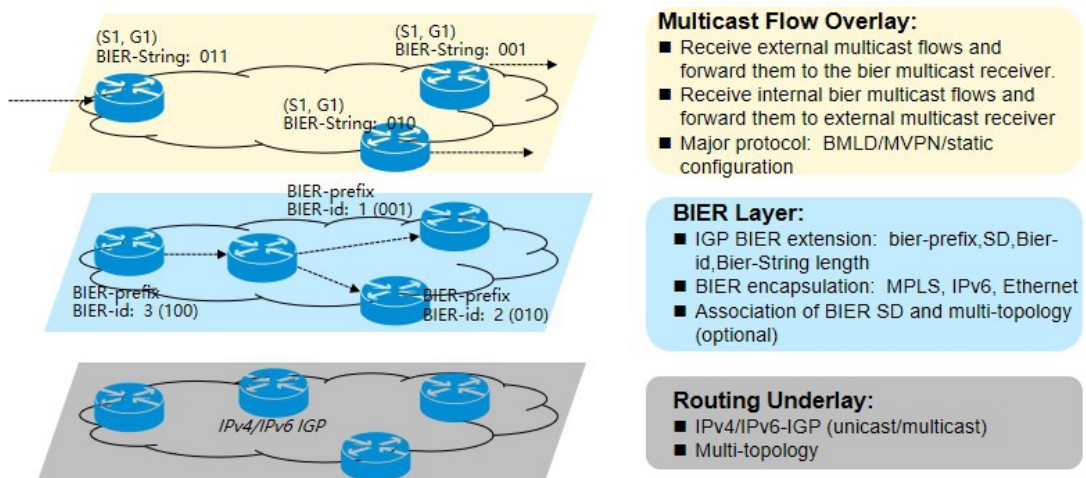 (S1, G1)
BIER-String: 011
(S1, G1)
BIER-String: 001
(S1, G1)
BIER-String: 010
Multicast Flow Overlay:
■ Receive external multicast flows and
forward them to the bier multicast receiver.
■ Receive internal bier multicast flows and
forward them to external multicast receiver
■ Major protocol: BMLD/MVPN/static
configuration
BIER-prefix
BIER-id: 1 (001)
BIER-prefix
BIER-id: 3 (100)
BIER-prefix
BIER-id: 2 (010)
BIER Layer:
■ IGP BIER extension: bier-prefix,SD,Bier-
id,Bier-String length
■ BIER encapsulation: MPLS, IPv6, Ethernet
■ Association of BIER SD and multi-topology
(optional)
IPv4/IPv6 IGP
Routing Underlay:
■ IPv4/IPv6-IGP (unicast/multicast)
■ Multi-topology